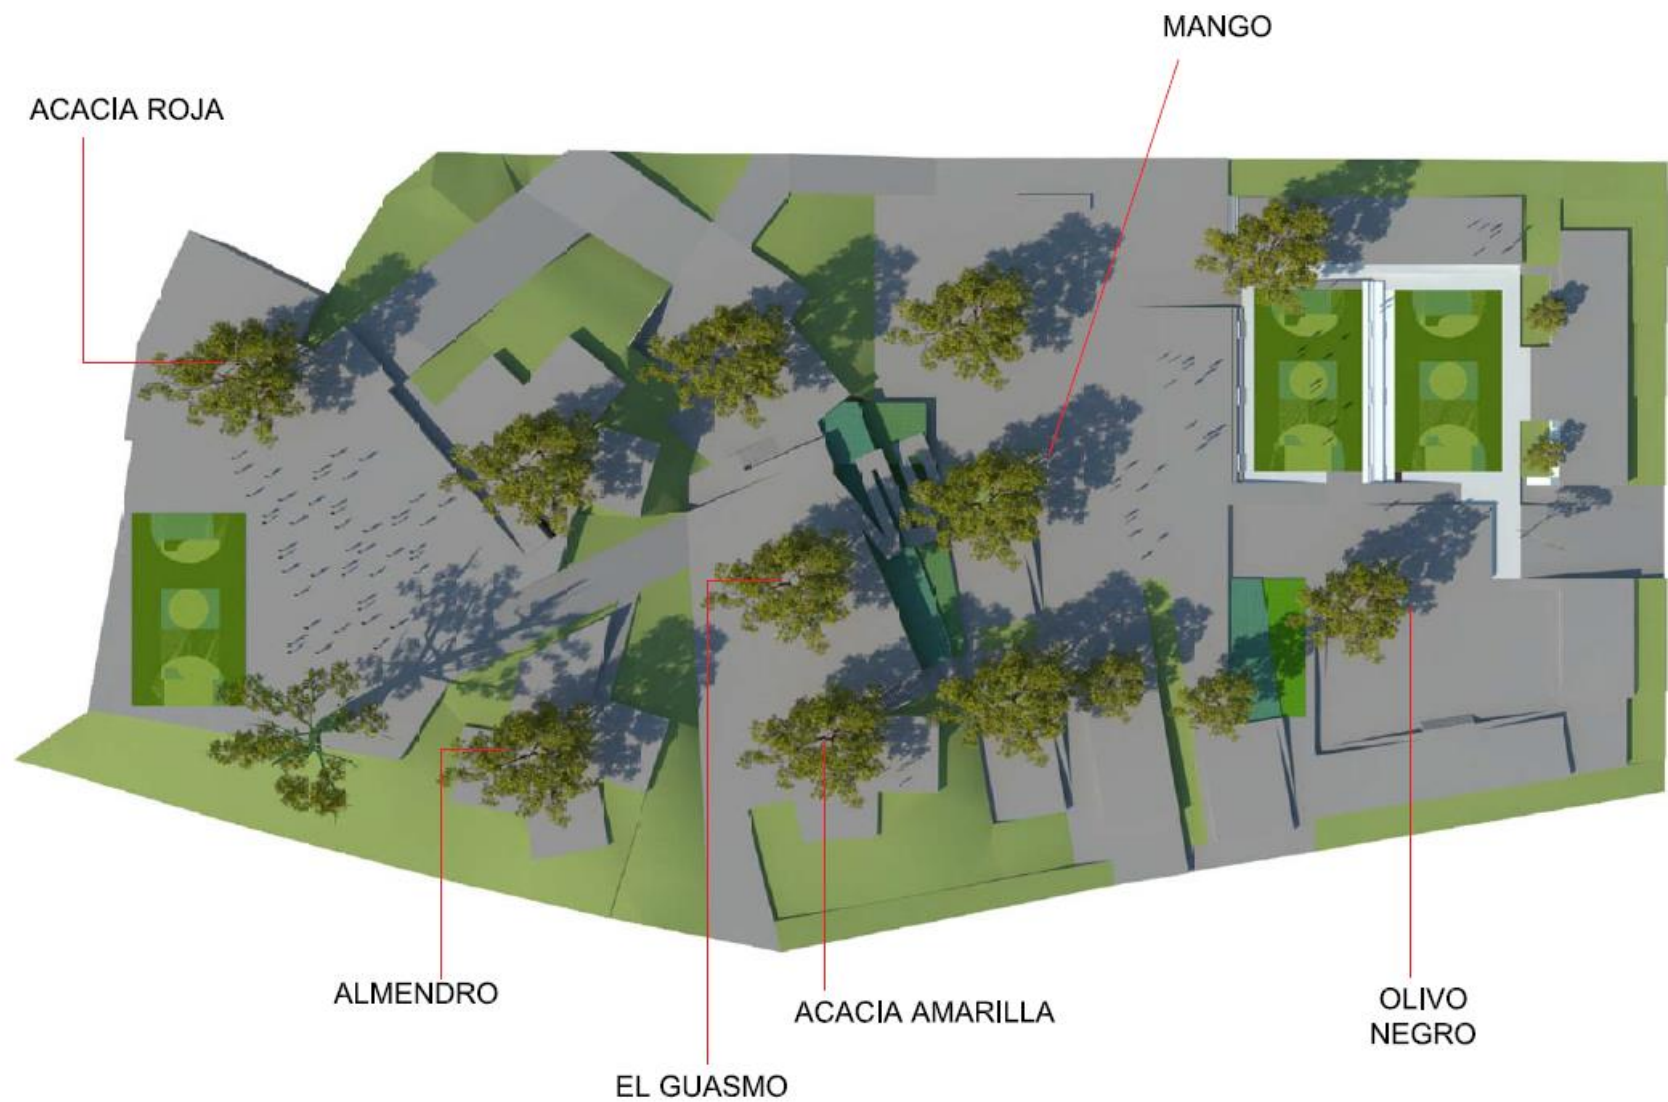 MANGO
ACACIA ROJA
ALMENDRO
ACACIA AMARILLA
OLIVO
NEGRO
EL GUASMO